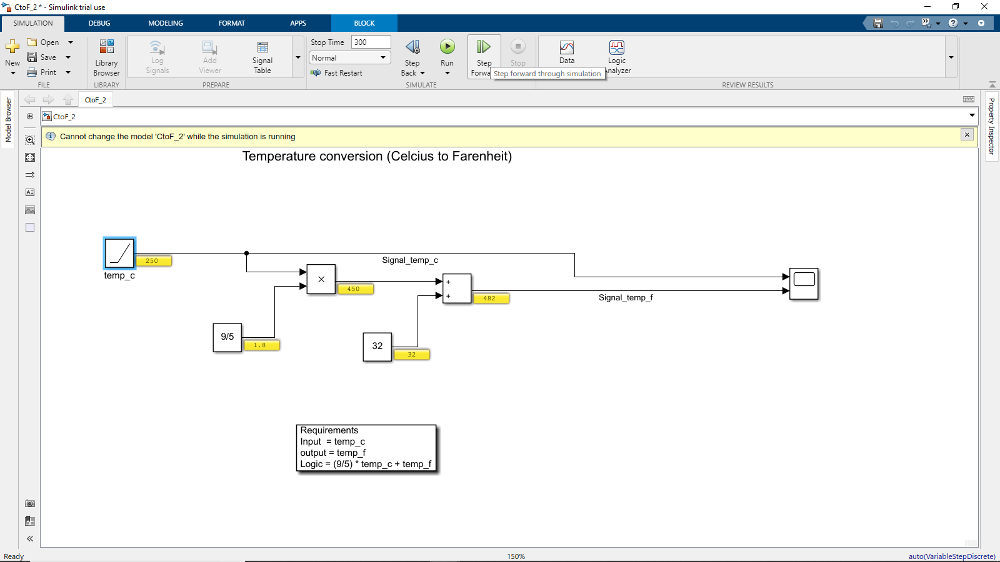 CtoF_2 * - Simulink trial use
SIMULATION DEBUG MODELING FORMAT APPS BLOCK
New
Open
Save
Print
FILE
Library
Browser
LIBRARY
Log
Signals
Add
Viewer
Signal
Table
PREPARE
Stop Time 300
Normal
Fast Restart
Step
Back
Run
Step
Forwa
Stop
SIMULATE
Step forward through simulation
Data
Logic
Analyzer
REVIEW RESULTS
CtoF_2
CtoF_2
Model Browser
Property Inspector
Cannot change the model 'CtoF_2' while the simulation is running
Temperature conversion (Celcius to Farenheit)
250
temp_c
Signal_temp_c
×
450
+
+
482
Signal_temp_f
9/5
1.8
32
32
Requirements
Input = temp_c
output = temp_f
Logic = (9/5) * temp_c + temp_f
Ready
150%
auto(VariableStepDiscrete)